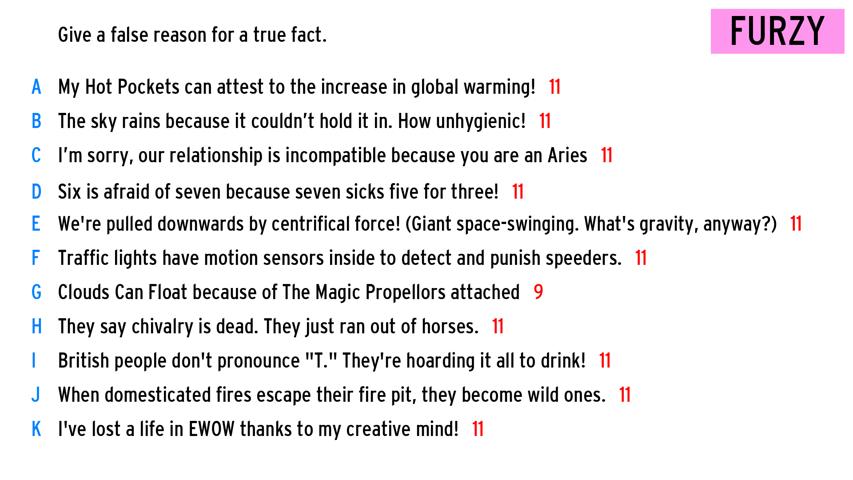 Give a false reason for a true fact.
FURZY
A My Hot Pockets can attest to the increase in global warming! 11
B The sky rains because it couldn't hold it in. How unhygienic! 11
C I'm sorry, our relationship is incompatible because you are an Aries 11
D Six is afraid of seven because seven sicks five for three! 11
E We're pulled downwards by centrifical force! (Giant space-swinging. What's gravity, anyway?) 11
F Traffic lights have motion sensors inside to detect and punish speeders. 11
G Clouds Can Float because of The Magic Propellors attached 9
H They say chivalry is dead. They just ran out of horses. 11
I British people don't pronounce "T." They're hoarding it all to drink! 11
J When domesticated fires escape their fire pit, they become wild ones. 11
K I've lost a life in EWOW thanks to my creative mind! 11